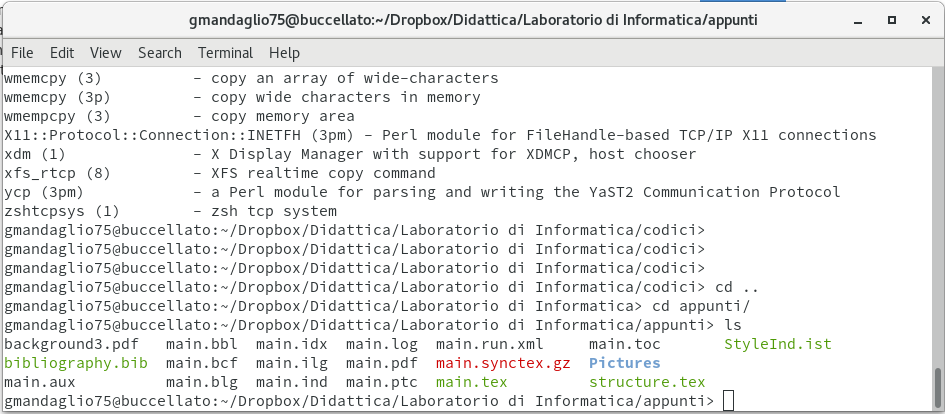 gmandaglio75@buccellato:~/Dropbox/Didattica/Laboratorio di Informatica/appunti
File Edit View Search Terminal Help
wmemcpy (3)          - copy an array of wide-characters
wmemcpy (3p)         - copy wide characters in memory
wmempcpy (3)         - copy memory area
X11::Protocol::Connection::INETFH (3pm) - Perl module for FileHandle-based TCP/IP X11 connections
xdm (1)              - X Display Manager with support for XDMCP, host chooser
xfs_rtcp (8)         - XFS realtime copy command
ycp (3pm)            - a Perl module for parsing and writing the YaST2 Communication Protocol
zshtcpsys (1)        - zsh tcp system
gmandaglio75@buccellato:~/Dropbox/Didattica/Laboratorio di Informatica/codici>
gmandaglio75@buccellato:~/Dropbox/Didattica/Laboratorio di Informatica/codici>
gmandaglio75@buccellato:~/Dropbox/Didattica/Laboratorio di Informatica/codici>
gmandaglio75@buccellato:~/Dropbox/Didattica/Laboratorio di Informatica/codici> cd ..
gmandaglio75@buccellato:~/Dropbox/Didattica/Laboratorio di Informatica> cd appunti/
gmandaglio75@buccellato:~/Dropbox/Didattica/Laboratorio di Informatica/appunti> ls
background3.pdf   main.bbl  main.idx  main.log  main.run.xml     main.toc       StyleInd.ist
bibliography.bib  main.bcf  main.ilg  main.pdf  main.synctex.gz  Pictures
main.aux          main.blg  main.ind  main.ptc  main.tex         structure.tex
gmandaglio75@buccellato:~/Dropbox/Didattica/Laboratorio di Informatica/appunti>